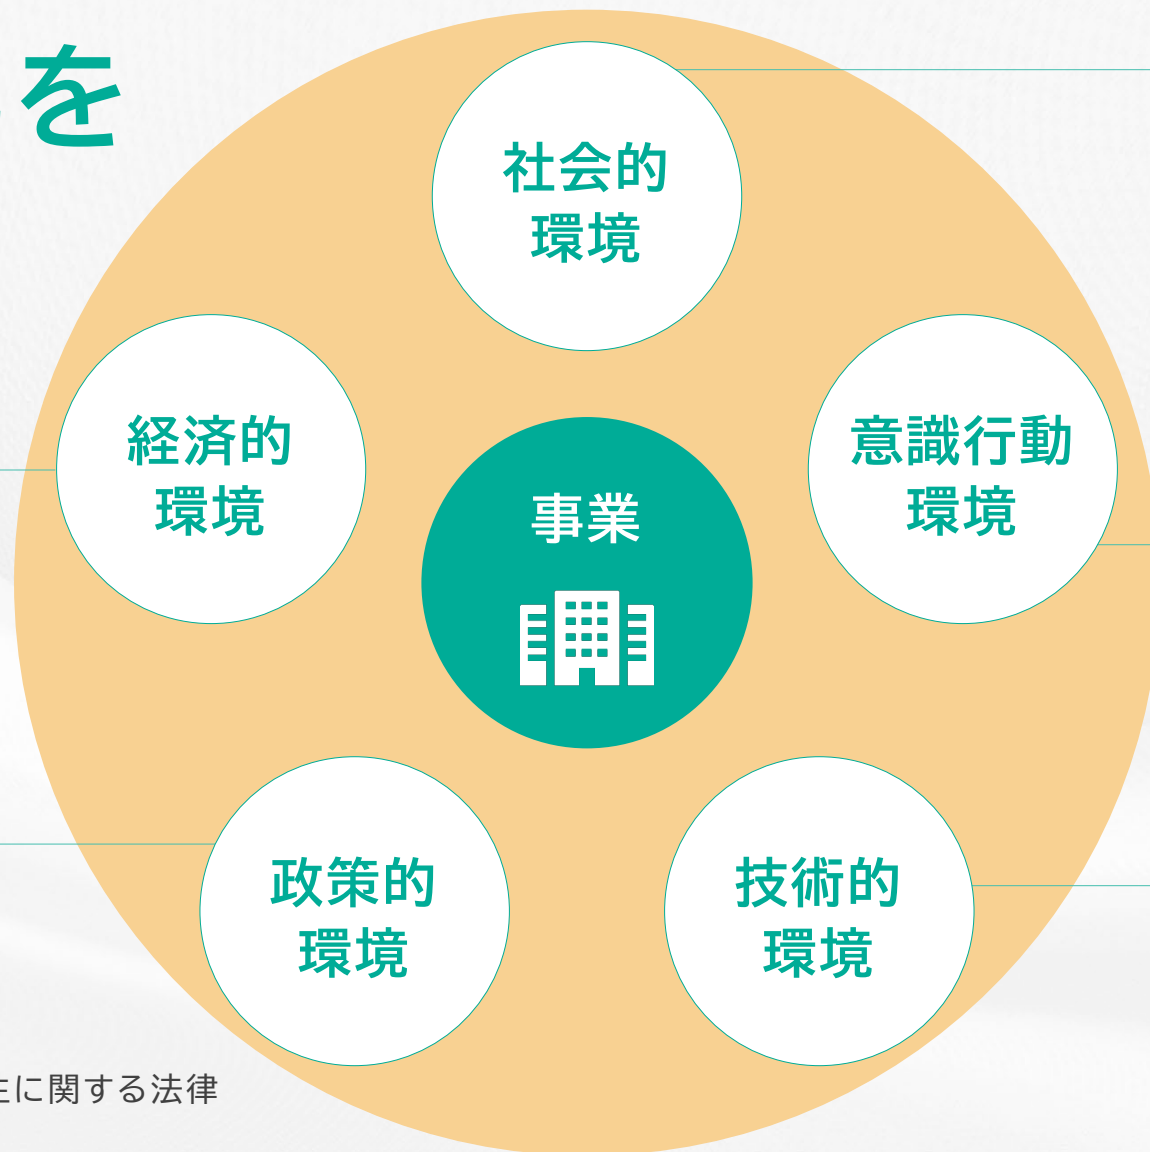 を
社会的
環境
経済的
環境
意識行動
環境
事業
政策的
環境
技術的
環境
に関する法律